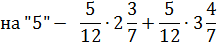 на "5" – 5/12 · 2 3/7 + 5/12 · 3 4/7